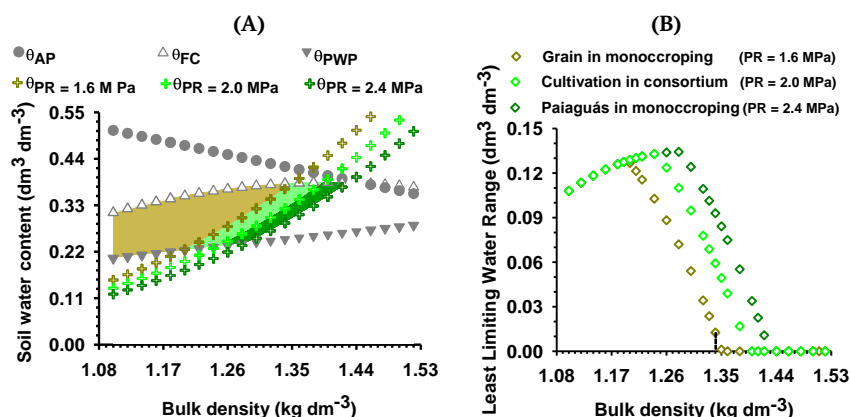 (A)
θAP θFC θPWP
θPR = 1.6 M Pa θPR = 2.0 MPa θPR = 2.4 MPa
Soil water content (dm3 dm−3)
0.55
0.44
0.33
0.22
0.11
0.00
1.08 1.17 1.26 1.35 1.44 1.53
Bulk density (kg dm−3)
(B)
Grain in monoccroping (PR = 1.6 MPa)
Cultivation in consortium (PR = 2.0 MPa)
Paiaguás in monoccroping (PR = 2.4 MPa)
Least Limiting Water Range (dm3 dm−3)
0.15
0.12
0.09
0.06
0.03
0.00
1.08 1.17 1.26 1.35 1.44 1.53
Bulk density (kg dm−3)